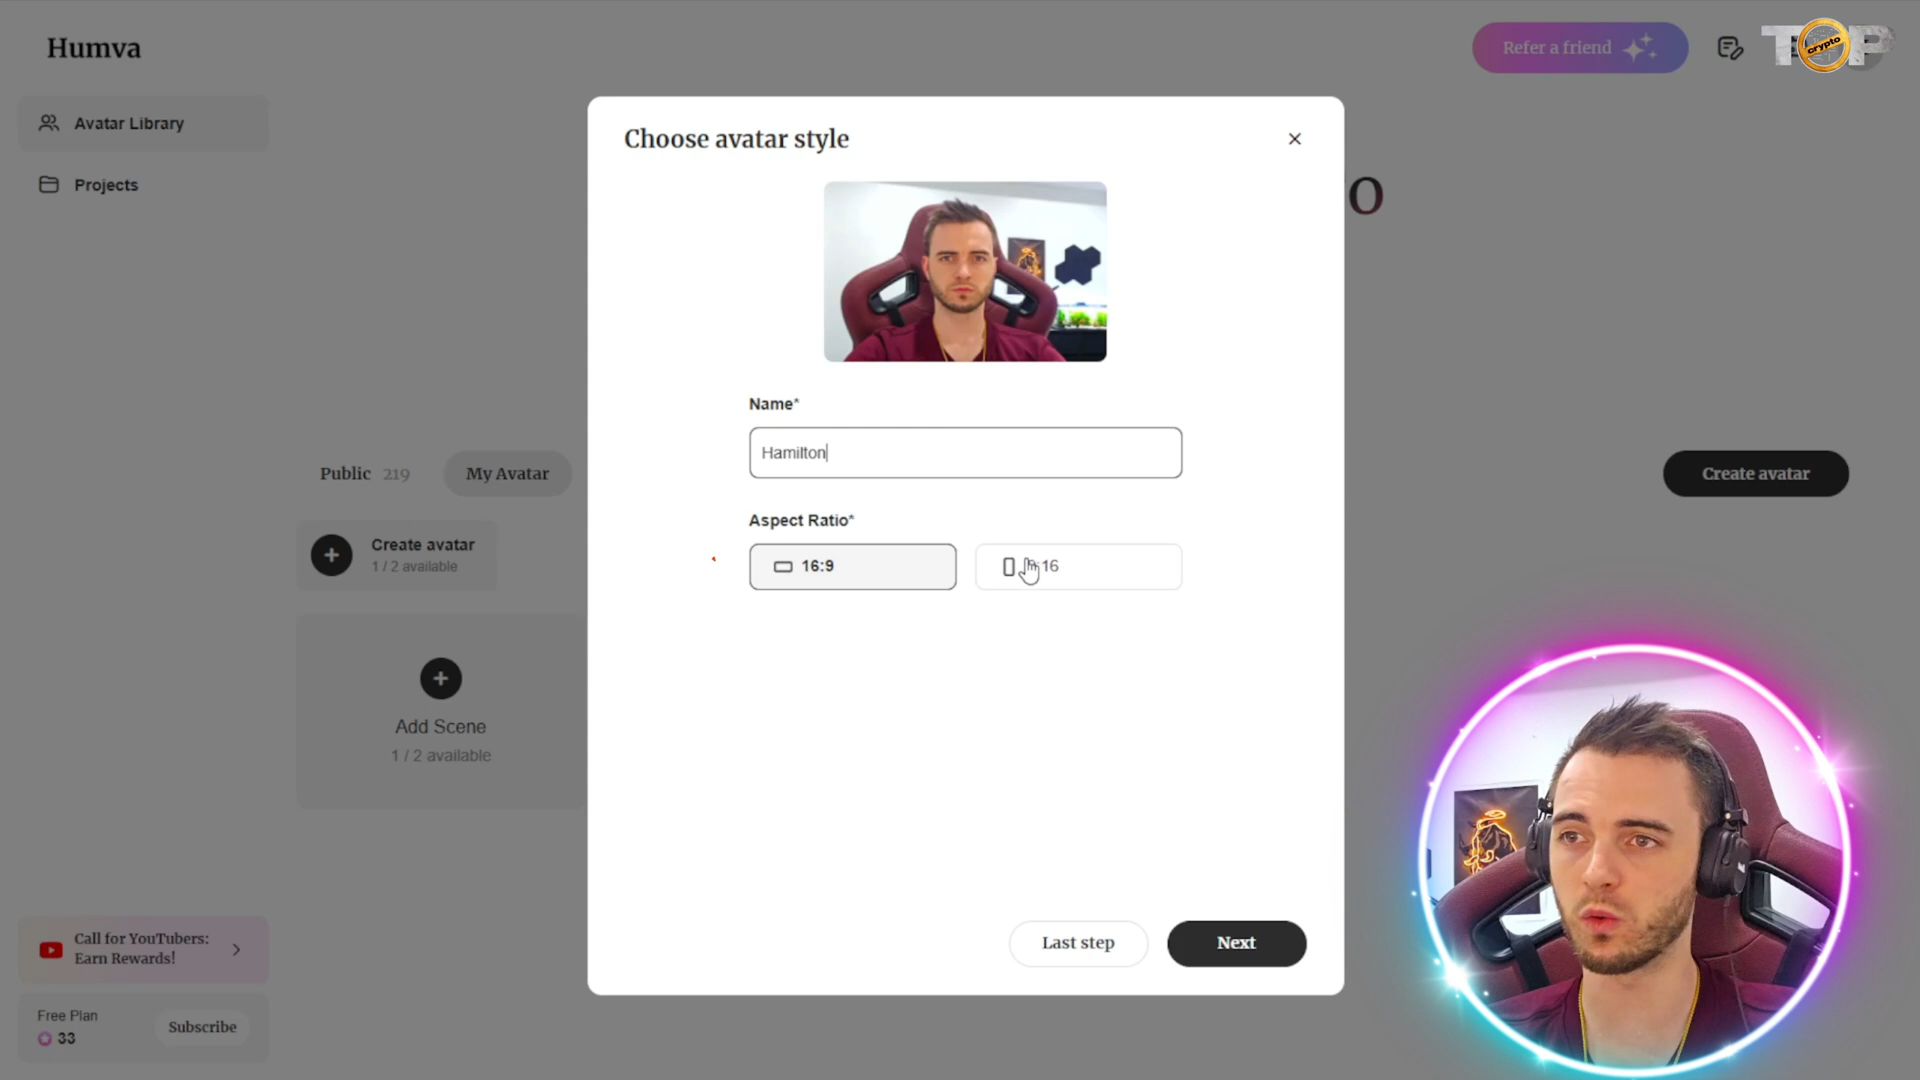 Humva
Refer a friend
TOP
crypto
Avatar Library
Projects
Choose avatar style
o
Name*
Hamilton
Aspect Ratio*
16:9
16
Public 219
My Avatar
Create avatar
Create avatar
1 / 2 available
Add Scene
1 / 2 available
Last step
Next
Call for YouTubers:
Earn Rewards!
Free Plan
33
Subscribe